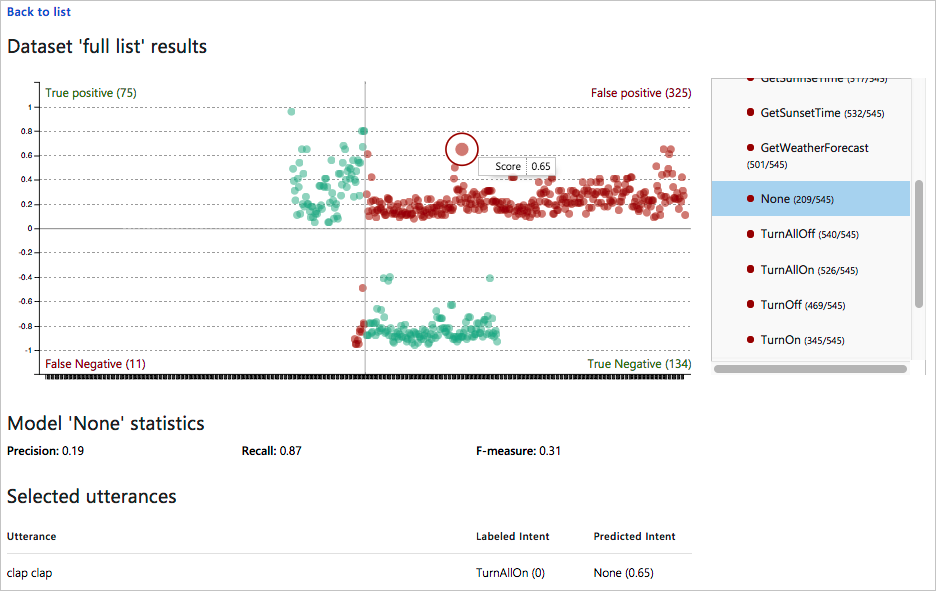 Back to list
Dataset 'full list' results
True positive (75)
False positive (325)
1
0.8
0.6
0.4
0.2
0
-0.2
-0.4
-0.6
-0.8
-1
Score 0.65
False Negative (11)
True Negative (134)
GetSunriseTime (517/545)
GetSunsetTime (532/545)
GetWeatherForecast
(501/545)
None (209/545)
TurnAllOff (540/545)
TurnAllOn (526/545)
TurnOff (469/545)
TurnOn (345/545)
Model 'None' statistics
Precision: 0.19 Recall: 0.87 F-measure: 0.31
Selected utterances
Utterance Labeled Intent Predicted Intent
clap clap TurnAllOn (0) None (0.65)